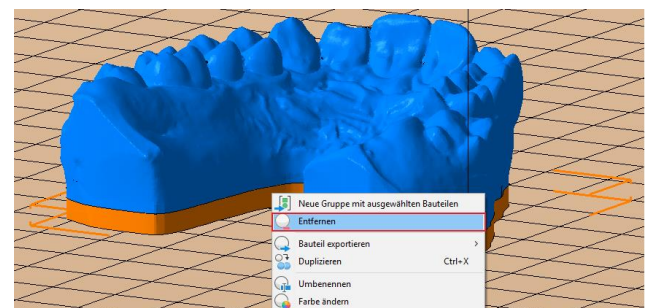 Neue Gruppe mit ausgewählten Bauteilen
Entfernen
Bauteil exportieren
Duplizieren Ctrl+X
Umbenennen
Farbe ändern